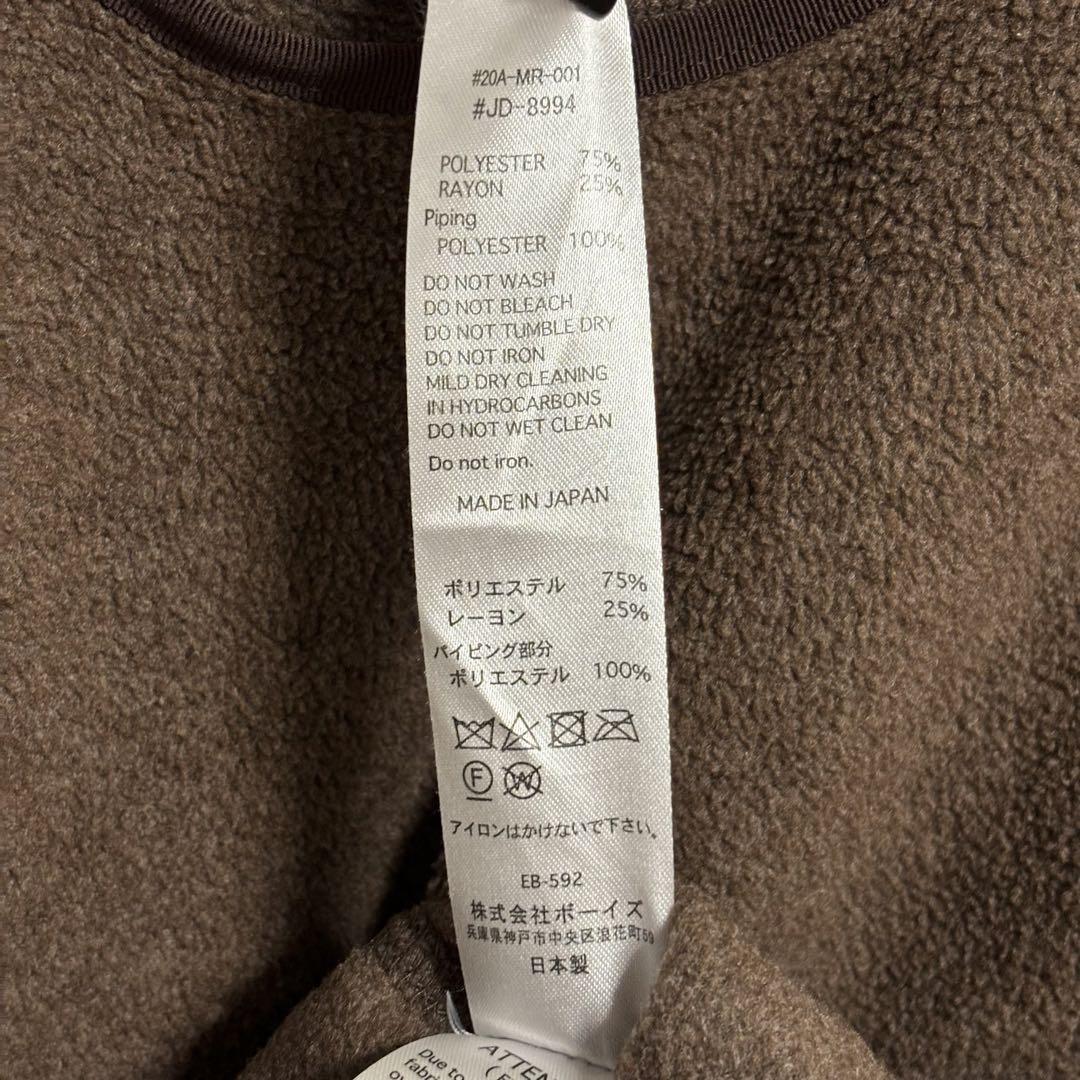 #20A-MR-001
#JD-8994
POLYESTER 75%
RAYON 25%
Piping
POLYESTER 100%
DO NOT WASH
DO NOT BLEACH
DO NOT TUMBLE DRY
DO NOT IRON
MILD DRY CLEANING
IN HYDROCARBONS
DO NOT WET CLEAN
Do not iron.
MADE IN JAPAN
ポリエステル 75%
レーヨン 25%
パイピング部分
ポリエステル 100%
F W
アイロンはかけないで下さい。
EB-592
株式会社ボーイズ
兵庫県神戸市中央区浪花町59
日本製
Due to